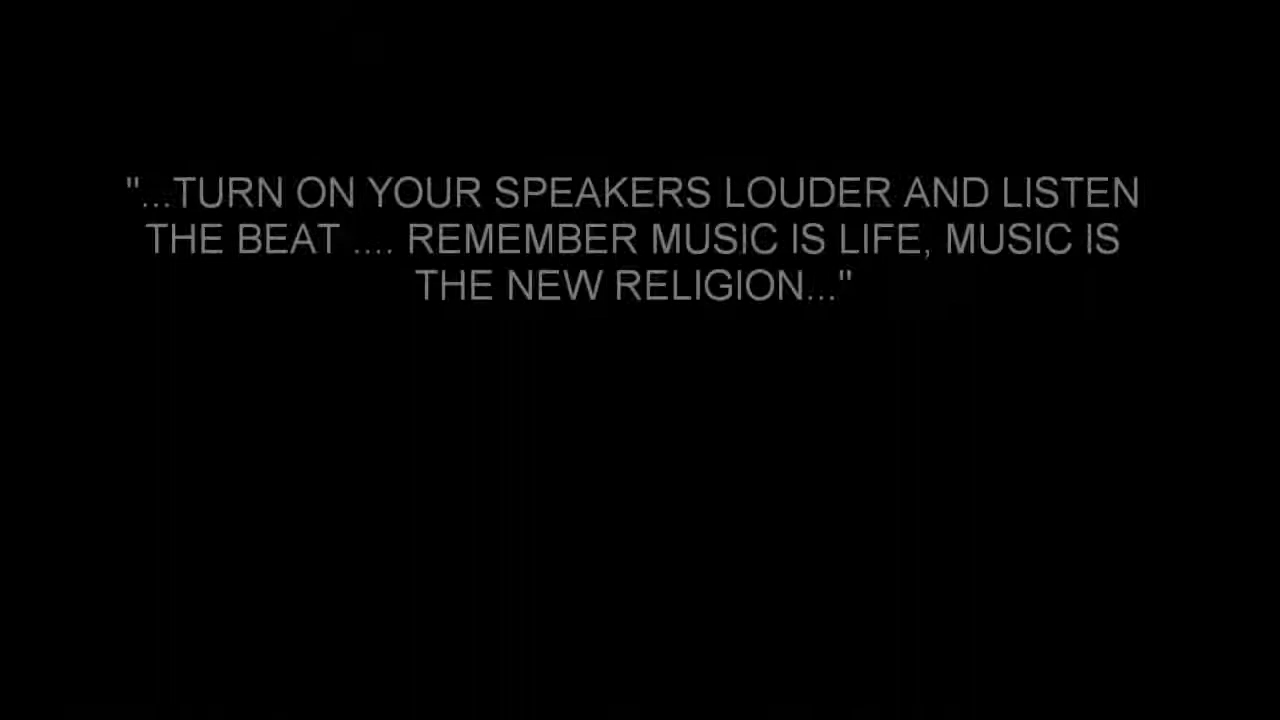 "...TURN ON YOUR SPEAKERS LOUDER AND LISTEN
THE BEAT .... REMEMBER MUSIC IS LIFE, MUSIC IS
THE NEW RELIGION..."